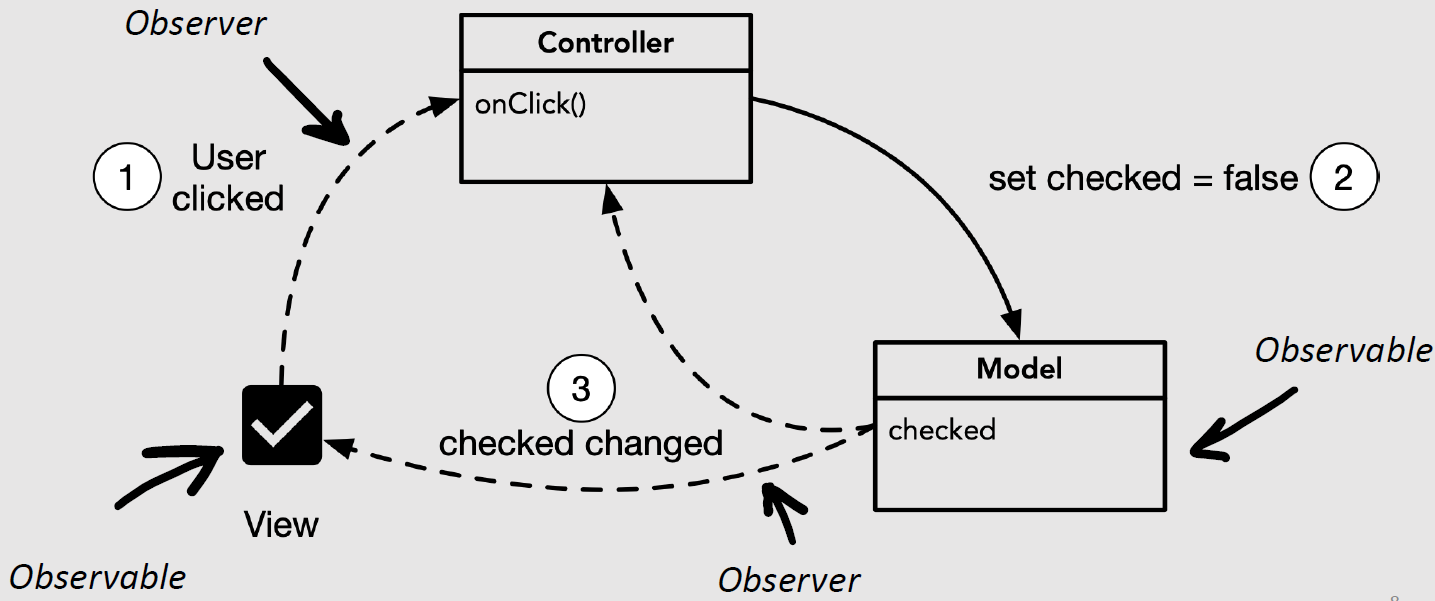 Observer
Controller
onClick()
1
User
clicked
set checked = false
2
Observable
Model
3
checked changed
checked
View
Observable
Observer
8